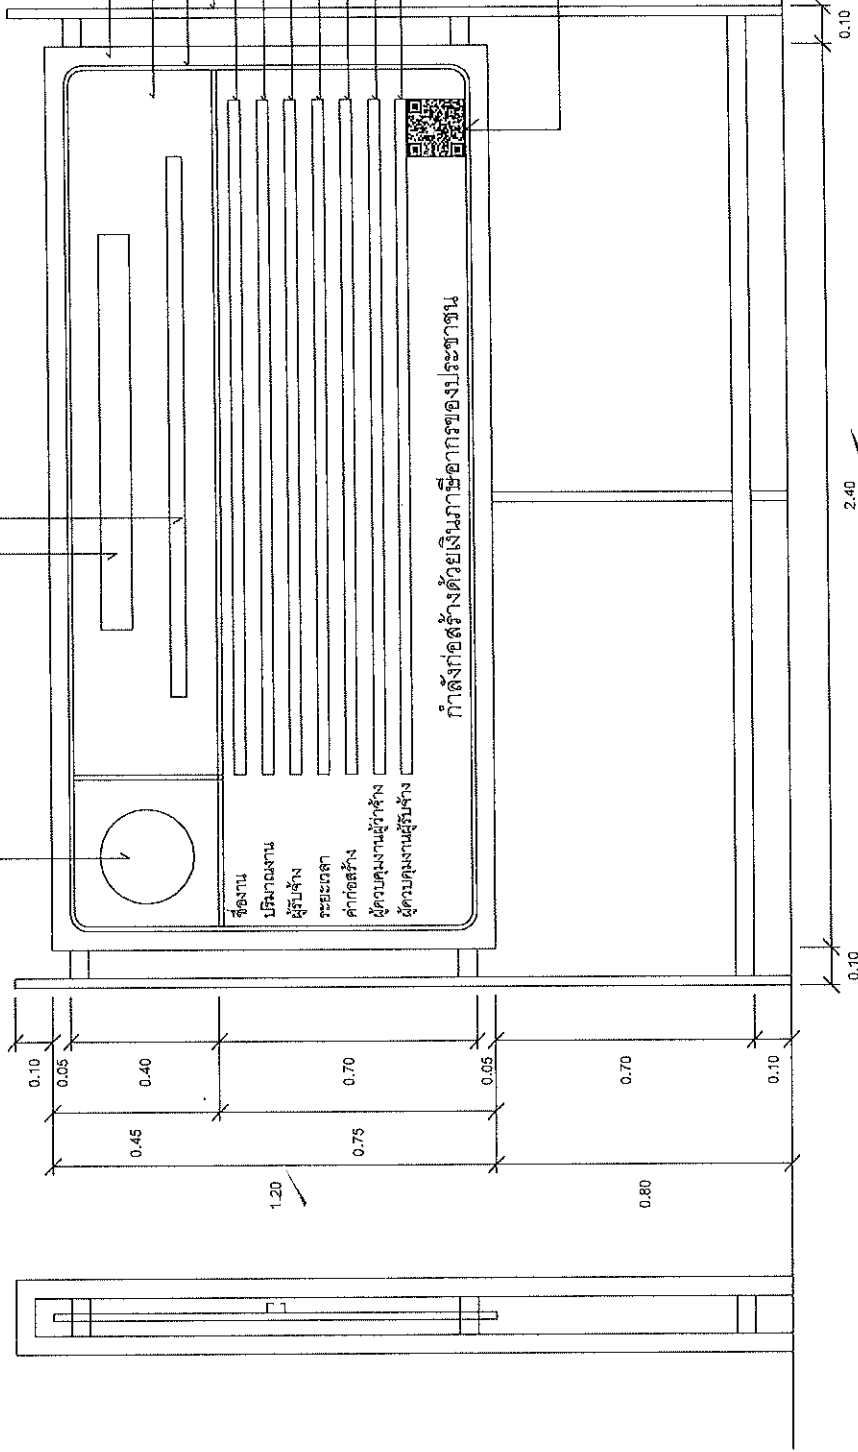 ชื่องาน
ปริมาณงาน
ผู้รับจ้าง
ระยะเวลา
ค่าก่อสร้าง
ผู้ควบคุมงานผู้ว่าจ้าง
ผู้ควบคุมงานผู้รับจ้าง
กำลังก่อสร้างด้วยเงินภาษีอากรของประชาชน
0.10
0.05
0.40
0.70
0.05
0.70
0.10
0.45
0.75
1.20
0.80
0.10
2.40
0.10